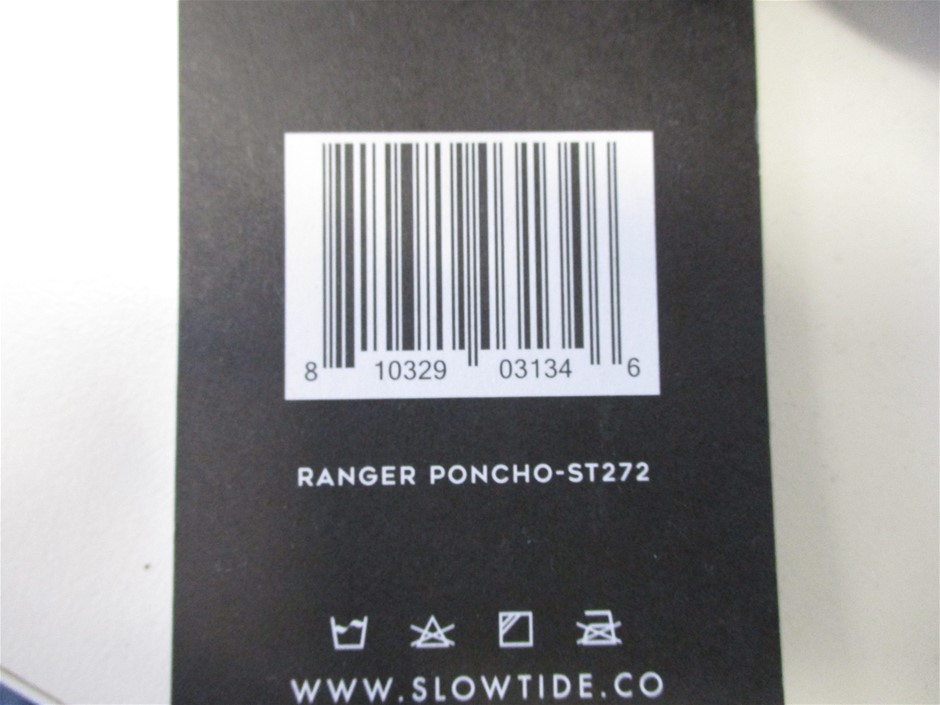 8 10329 03134 6
RANGER PONCHO-ST272
WWW.SLOWTIDE.CO